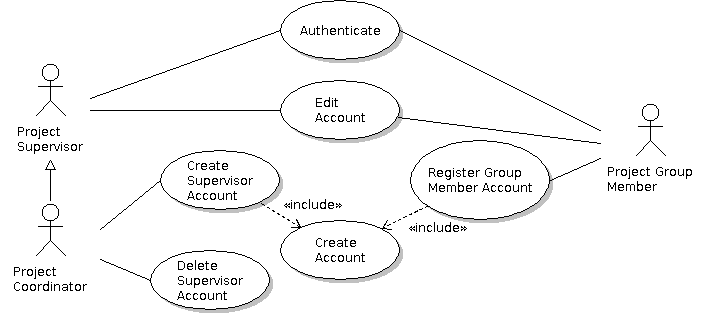 Authenticate
Edit
Account
Project
Supervisor
Create
Supervisor
Account
Register Group
Member Account
Project Group
Member
«include»
«include»
Create
Account
Project
Coordinator
Delete
Supervisor
Account